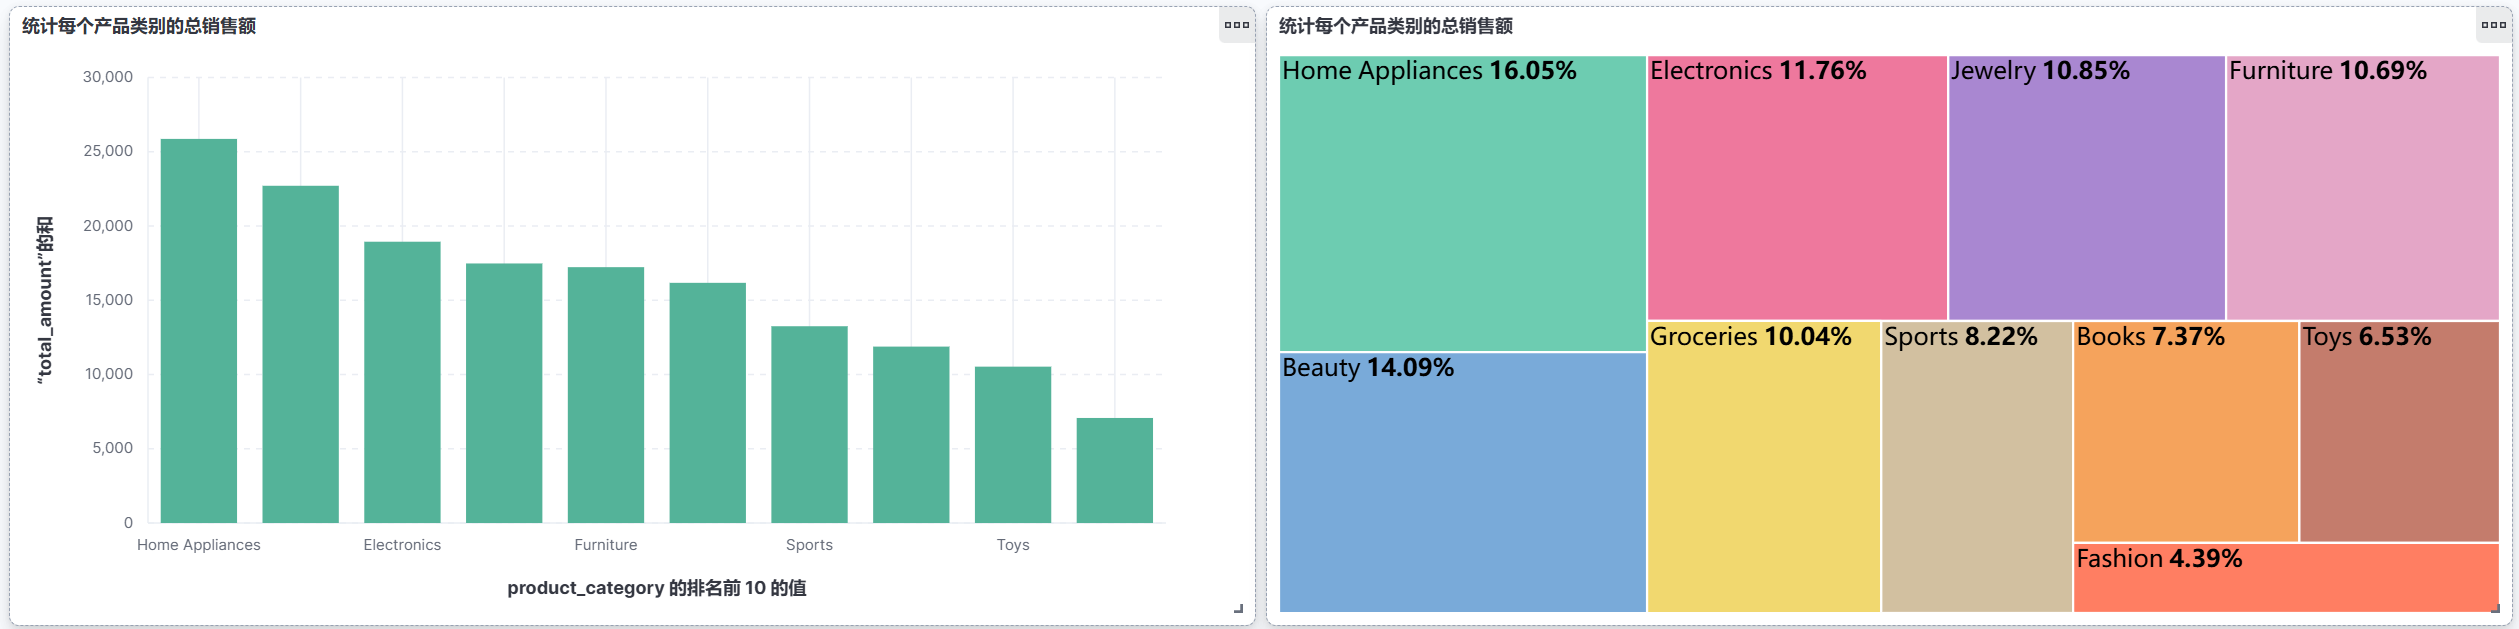 统计每个产品类别的总销售额
30,000
25,000
20,000
15,000
10,000
5,000
0
"total_amount"的和
Home Appliances
Electronics
Furniture
Sports
Toys
product_category 的排名前 10 的值
统计每个产品类别的总销售额
Home Appliances 16.05%
Electronics 11.76%
Jewelry 10.85%
Furniture 10.69%
Beauty 14.09%
Groceries 10.04%
Sports 8.22%
Books 7.37%
Toys 6.53%
Fashion 4.39%